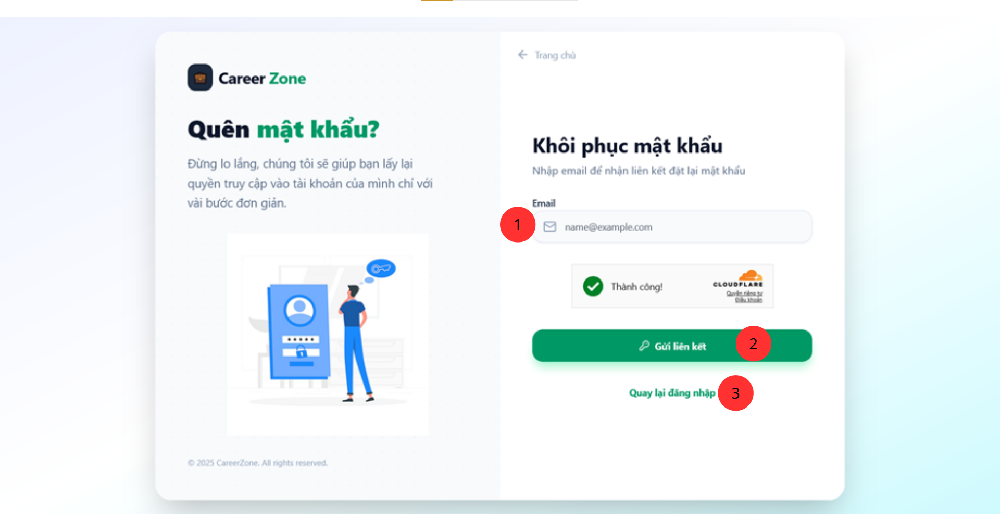 Career Zone
Quên mật khẩu?
Đừng lo lắng, chúng tôi sẽ giúp bạn lấy lại
quyền truy cập vào tài khoản của mình chỉ với
vài bước đơn giản.
© 2025 CareerZone. All rights reserved.
Trang chủ
Khôi phục mật khẩu
Nhập email để nhận liên kết đặt lại mật khẩu
Email
1
name@example.com
Thành công!
CLOUDFLARE
Quyền riêng tư
Điều khoản
Gửi liên kết
2
Quay lại đăng nhập
3